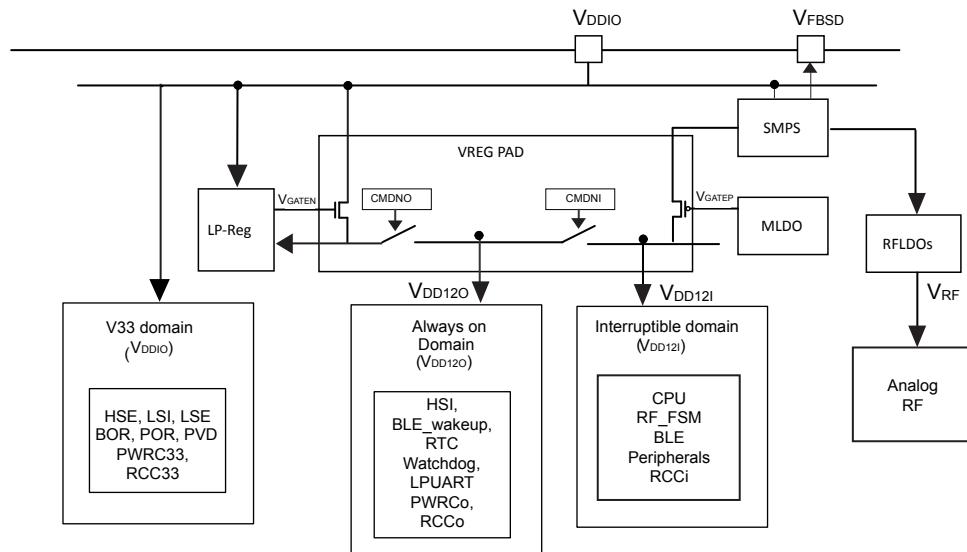 VDDIO
VFBSD
SMPS
VREG PAD
VGATEN
CMDNO
CMDNI
VGATEP
LP-Reg
MLDO
RFLDOs
VDD12O
VDD12I
VRF
V33 domain
(VDDIO)
HSE, LSI, LSE
BOR, POR, PVD
PWRC33,
RCC33
Always on
Domain
(VDD12O)
HSI,
BLE_wakeup,
RTC
Watchdog,
LPUART
PWRCo,
RCCo
Interruptible domain
(VDD12I)
CPU
RF_FSM
BLE
Peripherals
RCCi
Analog
RF